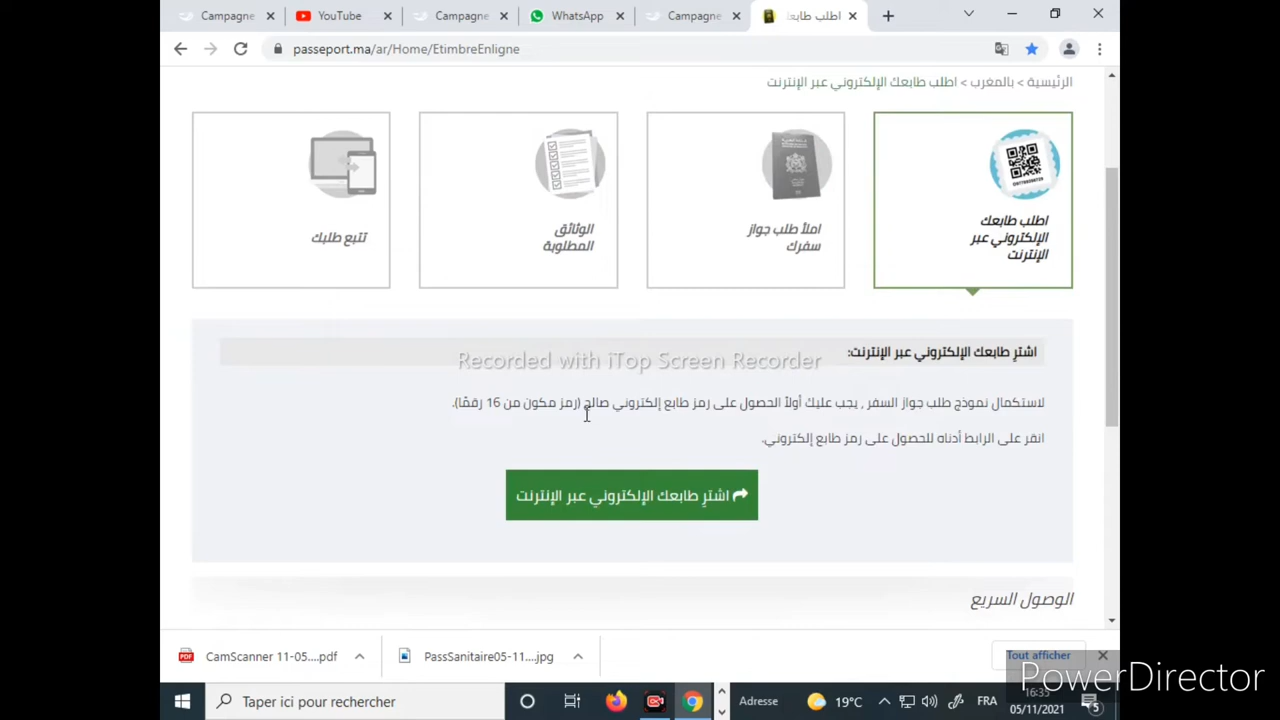 Campagne
YouTube
Campagne
WhatsApp
Campagne
اطلب طابعك
passeport.ma/ar/Home/EtimbreEnligne
الرئيسية > بالمغرب > اطلب طابعك الإلكتروني عبر الإنترنت
اطلب طابعك
الإلكتروني عبر
الإنترنت
املأ طلب جواز
سفرك
الوثائق
المطلوبة
تتبع طلبك
اشترِ طابعك الإلكتروني عبر الإنترنت:
Recorded with iTop Screen Recorder
لاستكمال نموذج طلب جواز السفر , يجب عليك أولاً الحصول على رمز طابع إلكتروني صالح (رمز مكون من 16 رقمًا).
انقر على الرابط أدناه للحصول على رمز طابع إلكتروني.
اشترِ طابعك الإلكتروني عبر الإنترنت
الوصول السريع
CamScanner 11-05....pdf
PassSanitaire05-11....jpg
Tout afficher
PowerDirector
Taper ici pour rechercher
Adresse
19°C
FRA
16:35
05/11/2021
5